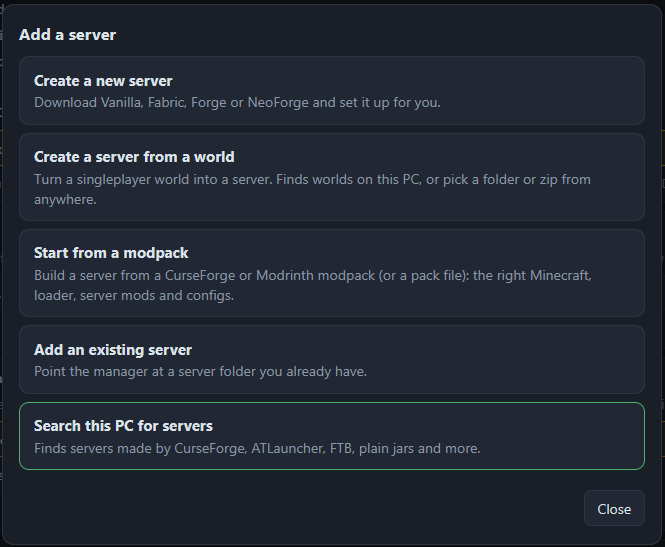 Add a server
Create a new server
Download Vanilla, Fabric, Forge or NeoForge and set it up for you.
Create a server from a world
Turn a singleplayer world into a server. Finds worlds on this PC, or pick a folder or zip from
anywhere.
Start from a modpack
Build a server from a CurseForge or Modrinth modpack (or a pack file): the right Minecraft,
loader, server mods and configs.
Add an existing server
Point the manager at a server folder you already have.
Search this PC for servers
Finds servers made by CurseForge, ATLauncher, FTB, plain jars and more.
Close